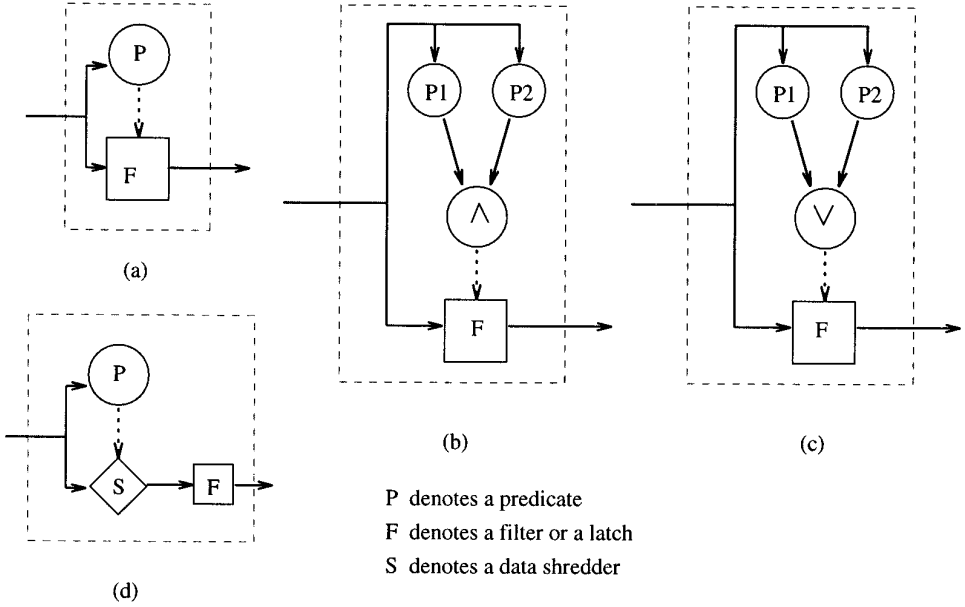 P
F
(a)
P1 P2
∧
F
(b)
P1 P2
∨
F
(c)
P
S F
(d)
P denotes a predicate
F denotes a filter or a latch
S denotes a data shredder